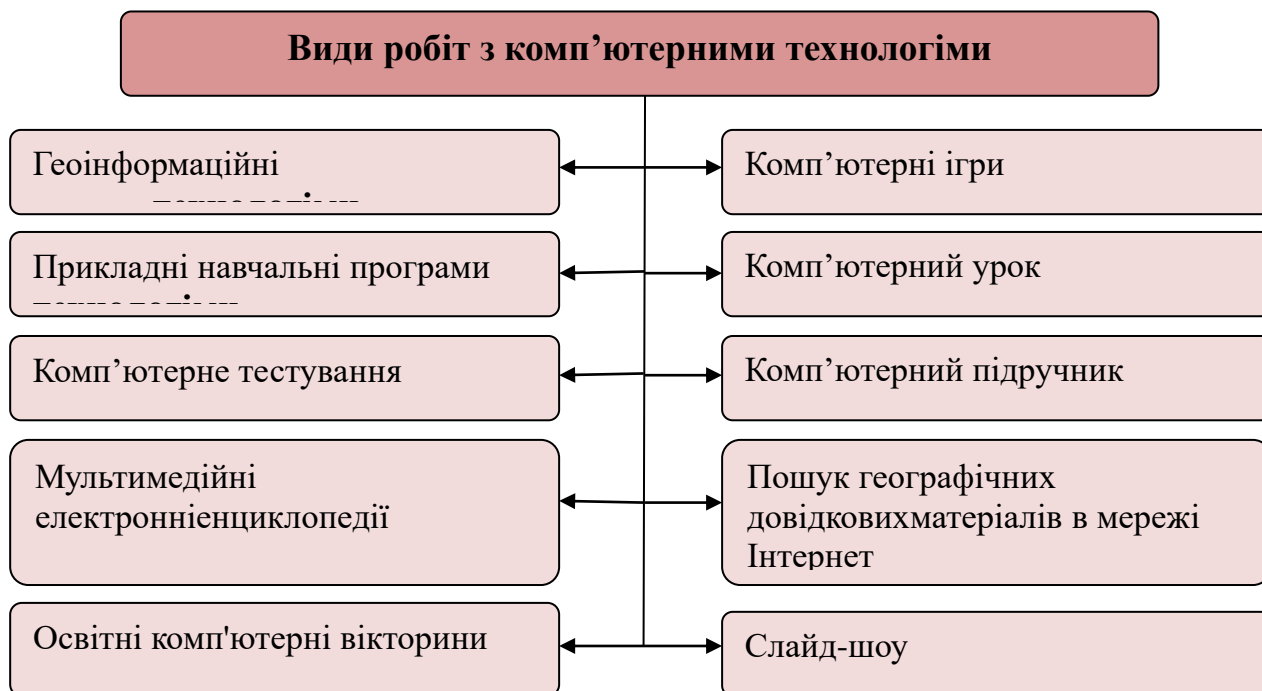 Види робіт з комп’ютерними технологіми
Геоінформаційні
Комп’ютерні ігри
Прикладні навчальні програми
Комп’ютерний урок
Комп’ютерне тестування
Комп’ютерний підручник
Мультимедійні
електронніенциклопедії
Пошук географічних
довідковихматеріалів в мережі
Інтернет
Освітні комп'ютерні вікторини
Слайд-шоу